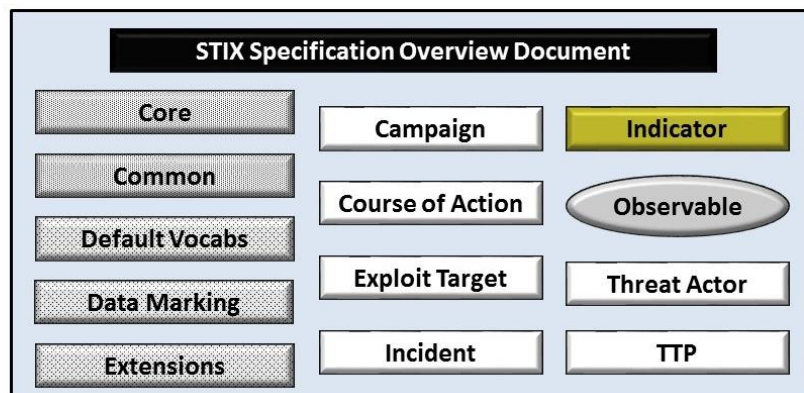 STIX Specification Overview Document
Core
Common
Default Vocabs
Data Marking
Extensions
Campaign
Course of Action
Exploit Target
Incident
Indicator
Observable
Threat Actor
TTP